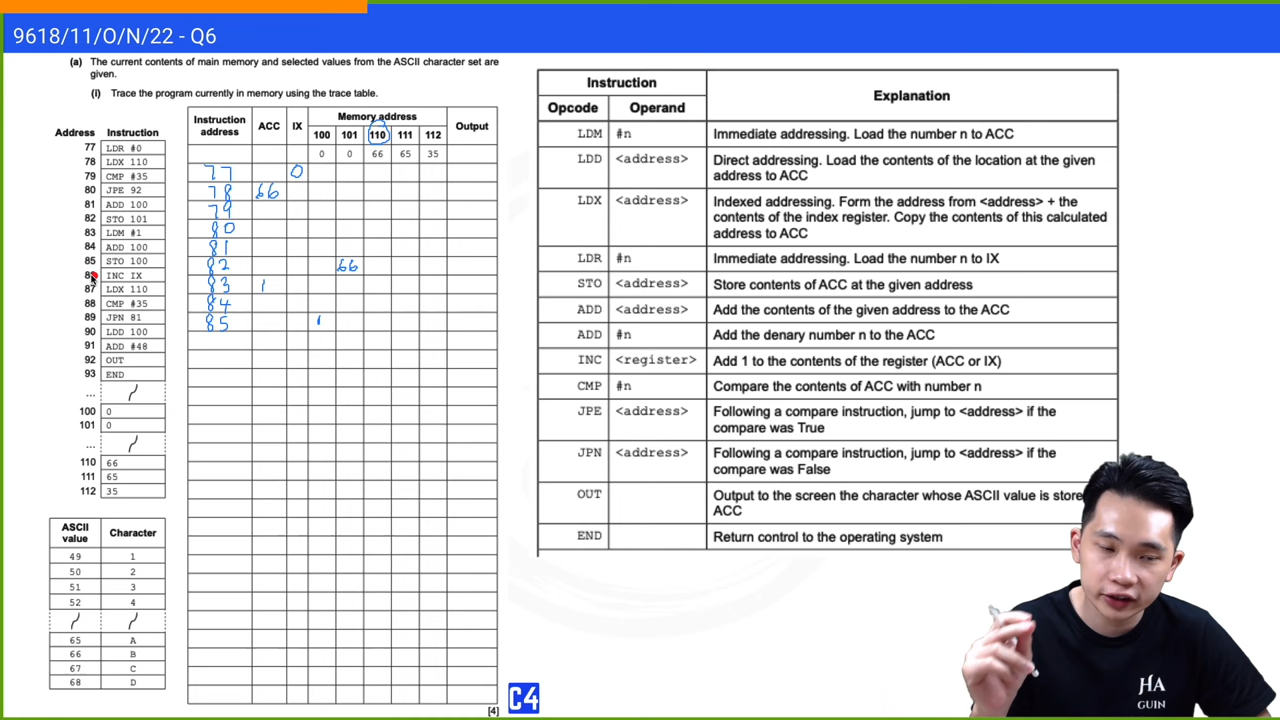 9618/11/O/N/22 - Q6
(a) The current contents of main memory and selected values from the ASCII character set are
given.
(i) Trace the program currently in memory using the trace table.
Address Instruction
77 LDR #0
78 LDX 110
79 CMP #35
80 JPE 92
81 ADD 100
82 STO 101
83 LDM #1
84 ADD 100
85 STO 100
INC IX
87 LDX 110
88 CMP #35
89 JPN 81
90 LDD 100
91 ADD #48
92 OUT
93 END
...
100 0
101 0
...
110 66
111 65
112 35
ASCII value Character
49 1
50 2
51 3
52 4
65 A
66 B
67 C
68 D
Instruction address ACC IX Memory address Output
100 101 110 111 112
0 0 66 65 35
77 0
78 66
79
80
81
82 66
83 1
84
85 1
[4]
Instruction Explanation
Opcode Operand
LDM #n Immediate addressing. Load the number n to ACC
LDD <address> Direct addressing. Load the contents of the location at the given
address to ACC
LDX <address> Indexed addressing. Form the address from <address> + the
contents of the index register. Copy the contents of this calculated
address to ACC
LDR #n Immediate addressing. Load the number n to IX
STO <address> Store contents of ACC at the given address
ADD <address> Add the contents of the given address to the ACC
ADD #n Add the denary number n to the ACC
INC <register> Add 1 to the contents of the register (ACC or IX)
CMP #n Compare the contents of ACC with number n
JPE <address> Following a compare instruction, jump to <address> if the
compare was True
JPN <address> Following a compare instruction, jump to <address> if the
compare was False
OUT Output to the screen the character whose ASCII value is store
ACC
END Return control to the operating system
C4
HA
GUIN